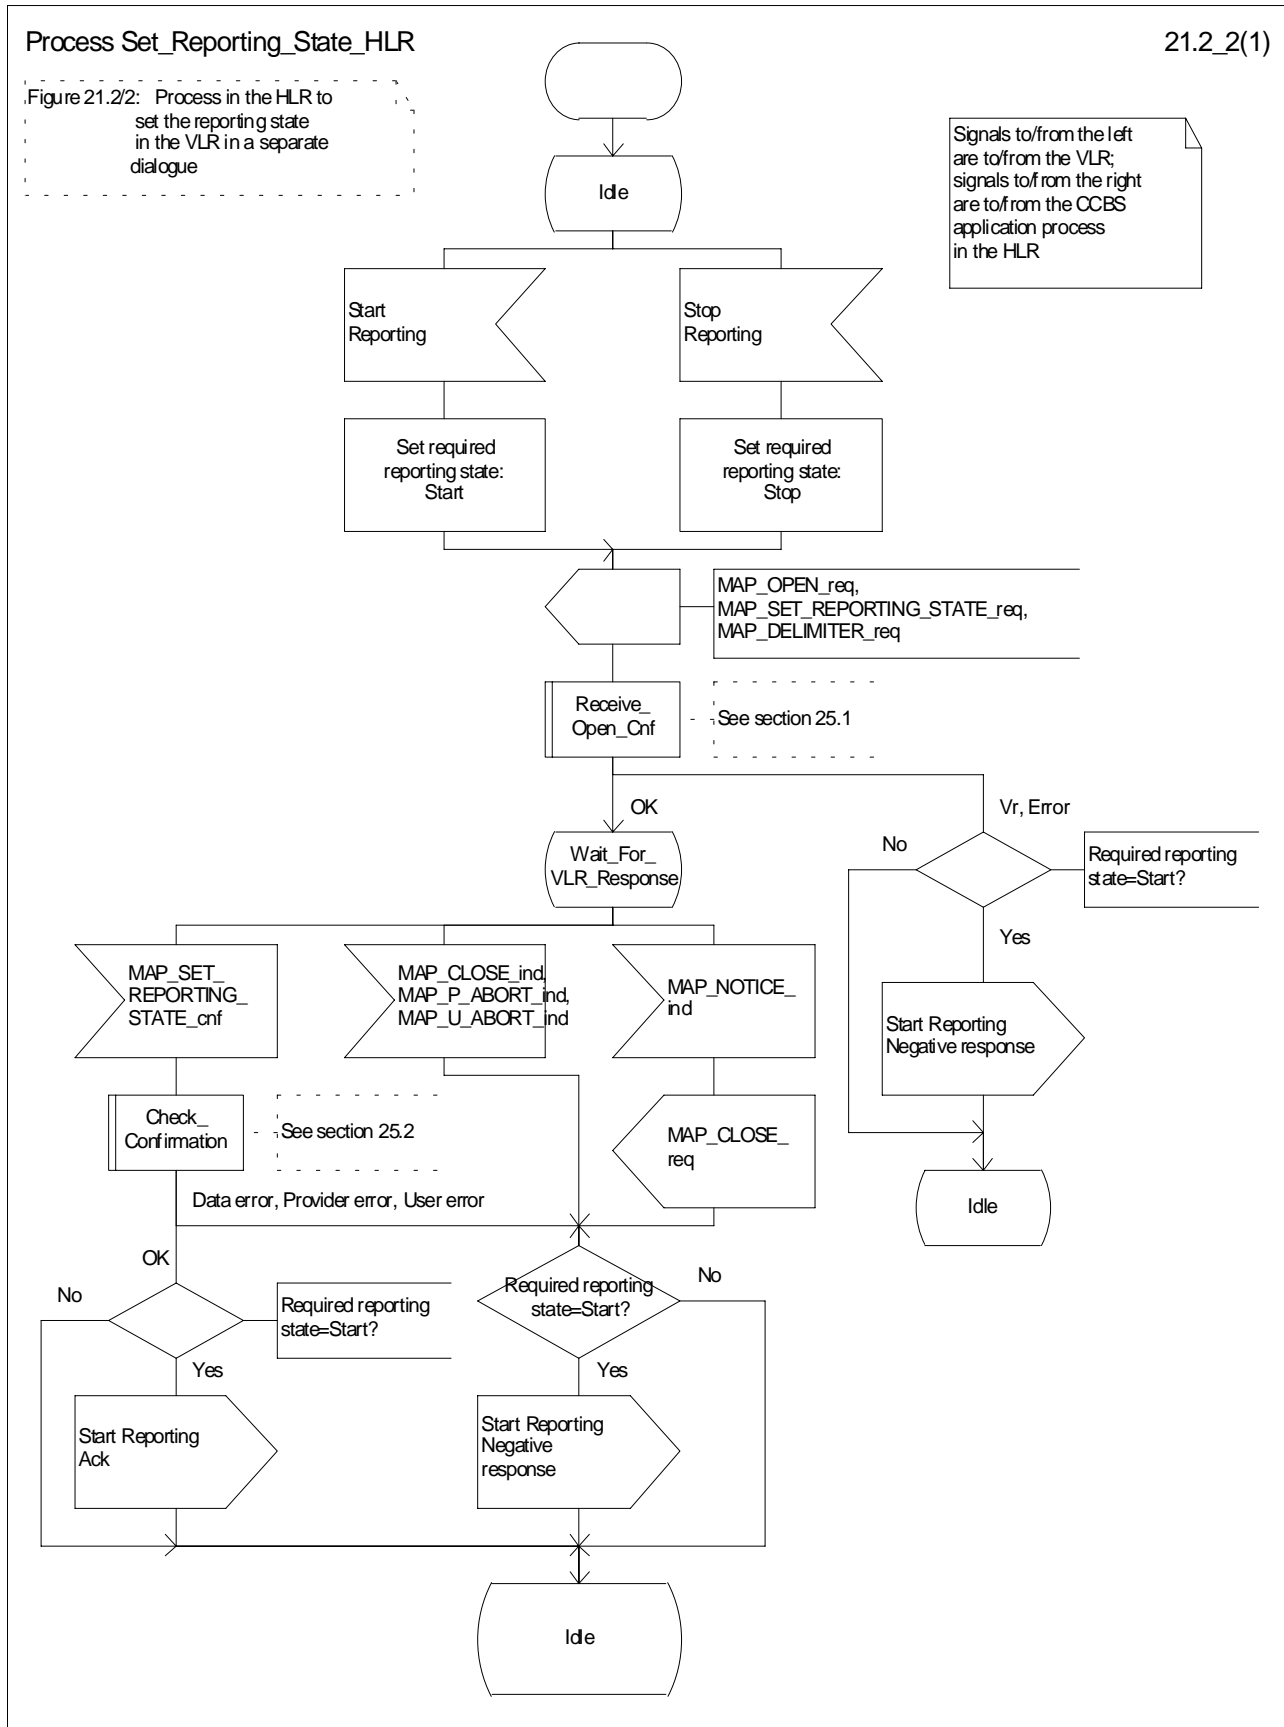 Process Set_Reporting_State_HLR
21.2_2(1)
Figure 21.2/2: Process in the HLR to
set the reporting state
in the VLR in a separate
dialogue
Signals to/from the left
are to/from the VLR;
signals to/from the right
are to/from the CCBS
application process
in the HLR
Idle
Start
Reporting
Stop
Reporting
Set required
reporting state:
Start
Set required
reporting state:
Stop
MAP_OPEN_req,
MAP_SET_REPORTING_STATE_req,
MAP_DELIMITER_req
Receive_
Open_Cnf
See section 25.1
OK
Vr, Error
Wait_For_
VLR_Response
No
Required reporting
state=Start?
Yes
MAP_SET_
REPORTING_
STATE_cnf
MAP_CLOSE_ind,
MAP_P_ABORT_ind,
MAP_U_ABORT_ind
MAP_NOTICE_
ind
Start Reporting
Negative response
Check_
Confirmation
See section 25.2
MAP_CLOSE_
req
Data error, Provider error, User error
Idle
OK
No
Required reporting
state=Start?
Required reporting
state=Start?
No
Yes
Yes
Start Reporting
Ack
Start Reporting
Negative
response
Idle